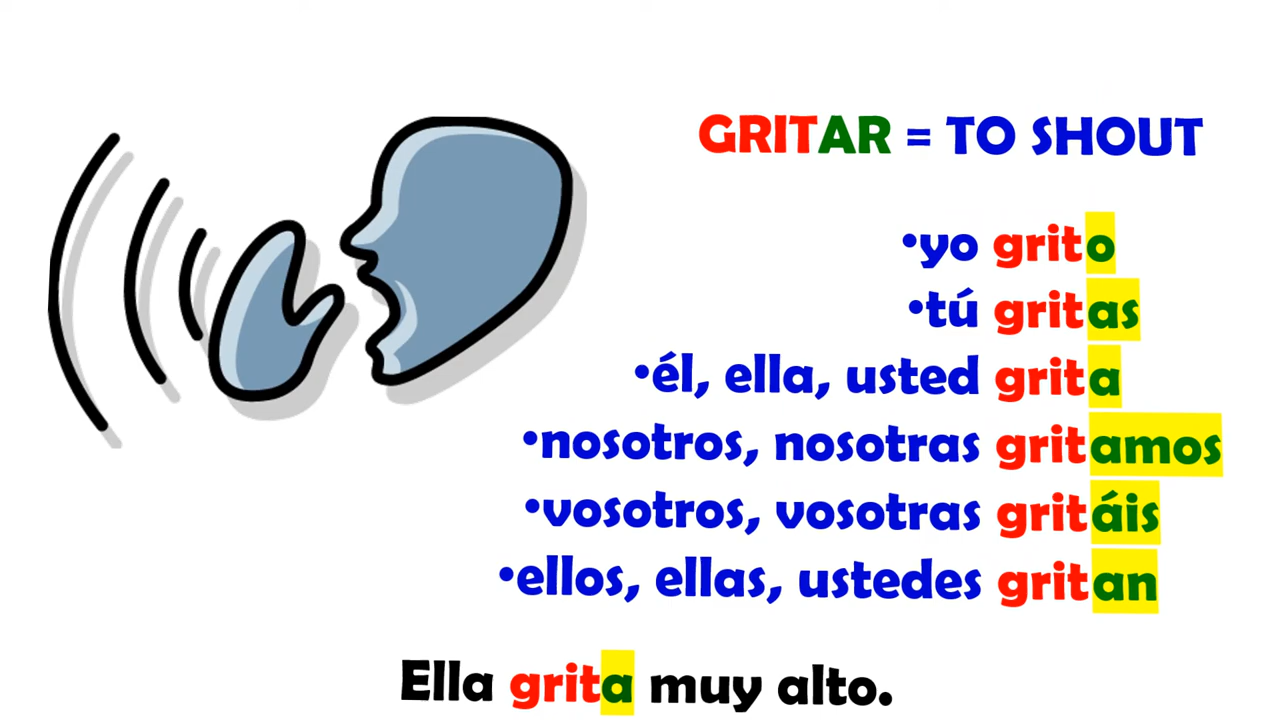 GRITAR = TO SHOUT
•yo grito
•tú gritas
•él, ella, usted grita
•nosotros, nosotras gritamos
•vosotros, vosotras gritáis
•ellos, ellas, ustedes gritan
Ella grita muy alto.